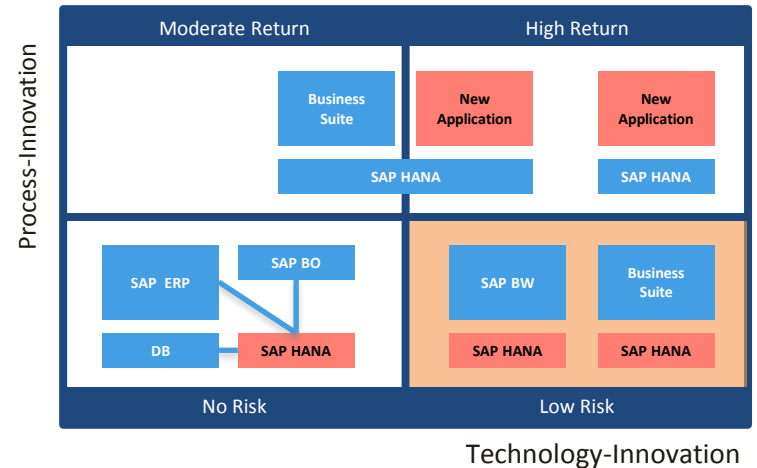 Moderate Return
High Return
Process-Innovation
Business
Suite
New
Application
New
Application
SAP HANA
SAP HANA
SAP ERP
SAP BO
SAP BW
Business
Suite
DB
SAP HANA
SAP HANA
SAP HANA
No Risk
Low Risk
Technology-Innovation